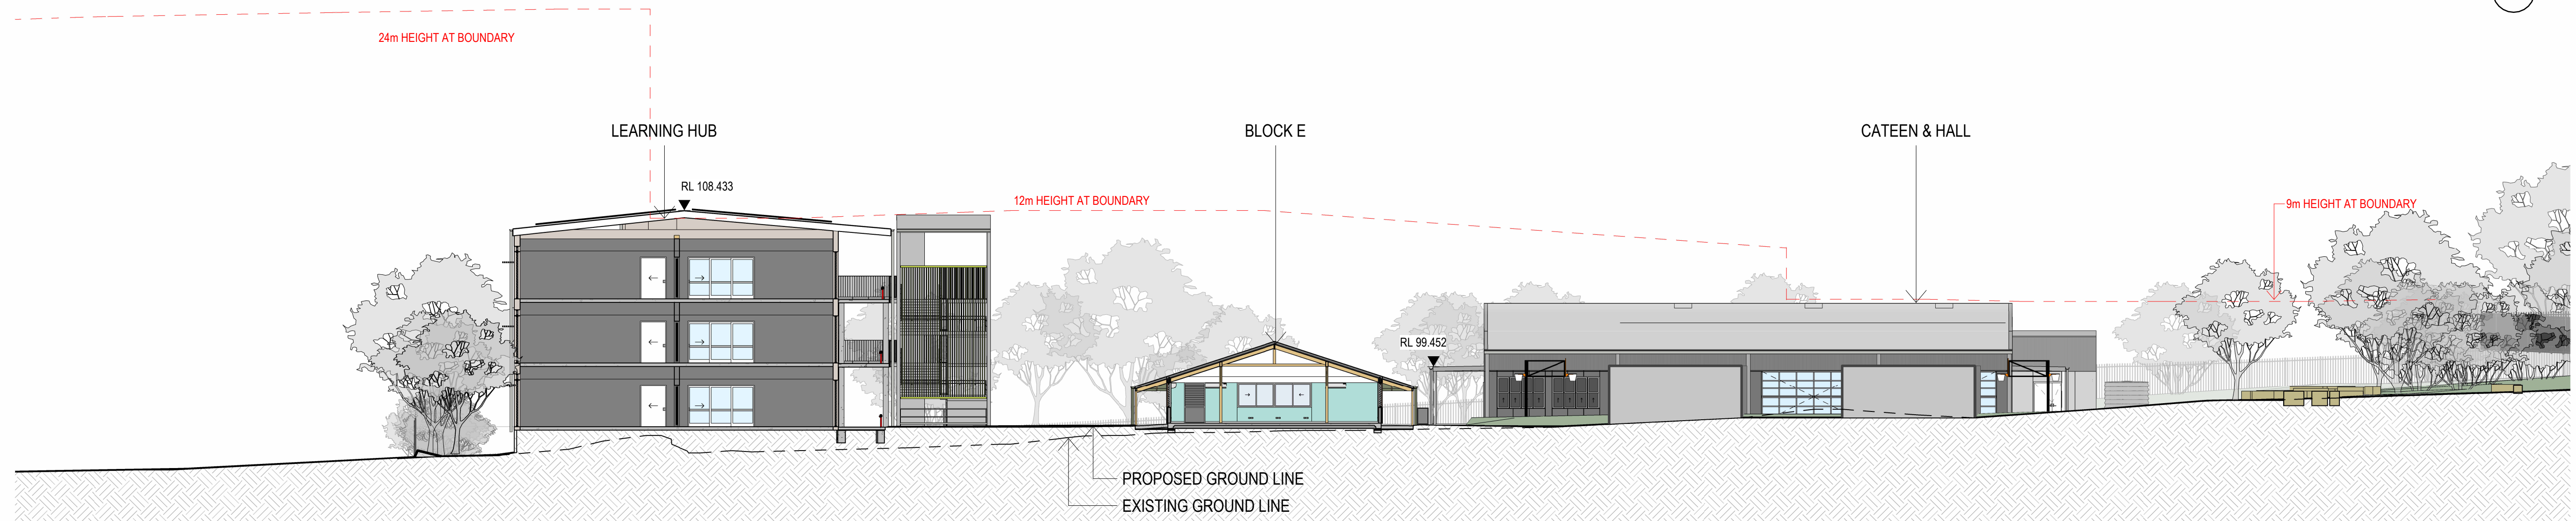 24m HEIGHT AT BOUNDARY
LEARNING HUB
BLOCK E
CATEEN & HALL
RL 108.433
12m HEIGHT AT BOUNDARY
9m HEIGHT AT BOUNDARY
RL 99.452
PROPOSED GROUND LINE
EXISTING GROUND LINE